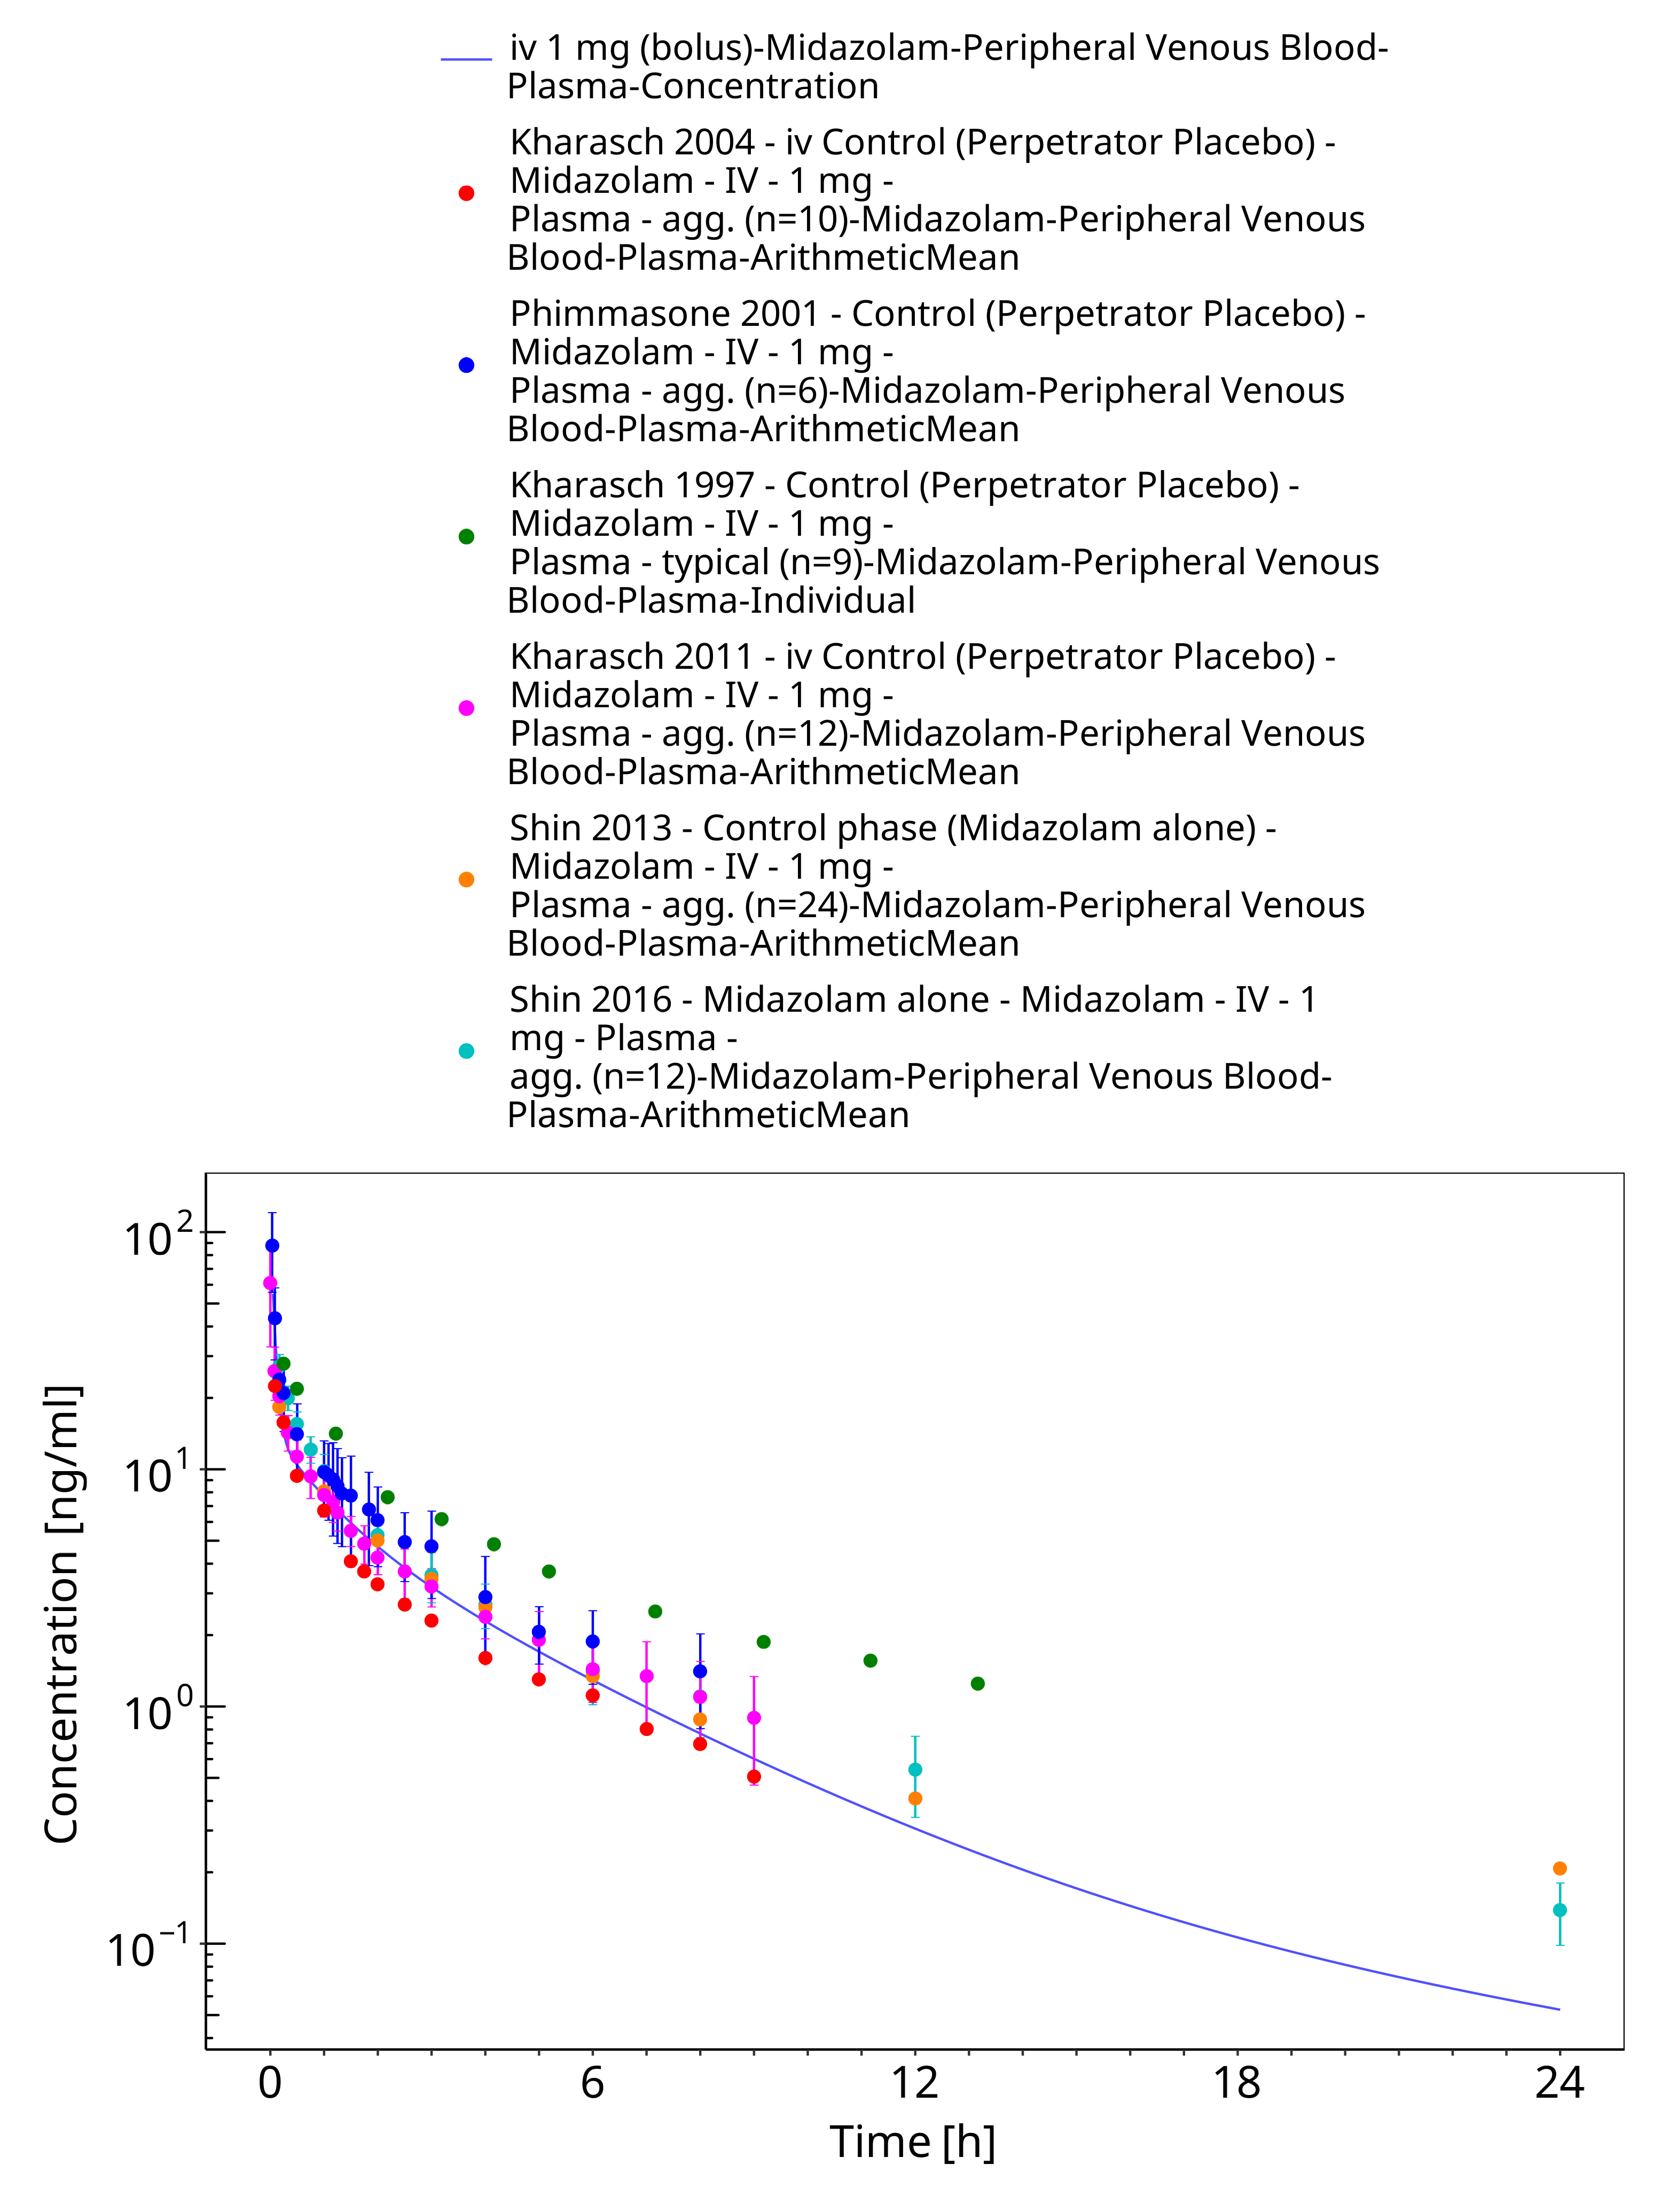 iv 1 mg (bolus)-Midazolam-Peripheral Venous Blood-
Plasma-Concentration
Kharasch 2004 - iv Control (Perpetrator Placebo) -
Midazolam - IV - 1 mg -
Plasma - agg. (n=10)-Midazolam-Peripheral Venous
Blood-Plasma-ArithmeticMean
Phimmasone 2001 - Control (Perpetrator Placebo) -
Midazolam - IV - 1 mg -
Plasma - agg. (n=6)-Midazolam-Peripheral Venous
Blood-Plasma-ArithmeticMean
Kharasch 1997 - Control (Perpetrator Placebo) -
Midazolam - IV - 1 mg -
Plasma - typical (n=9)-Midazolam-Peripheral Venous
Blood-Plasma-Individual
Kharasch 2011 - iv Control (Perpetrator Placebo) -
Midazolam - IV - 1 mg -
Plasma - agg. (n=12)-Midazolam-Peripheral Venous
Blood-Plasma-ArithmeticMean
Shin 2013 - Control phase (Midazolam alone) -
Midazolam - IV - 1 mg -
Plasma - agg. (n=24)-Midazolam-Peripheral Venous
Blood-Plasma-ArithmeticMean
Shin 2016 - Midazolam alone - Midazolam - IV - 1
mg - Plasma -
agg. (n=12)-Midazolam-Peripheral Venous Blood-
Plasma-ArithmeticMean
Concentration [ng/ml]
10²
10¹
10⁰
10⁻¹
0 6 12 18 24
Time [h]